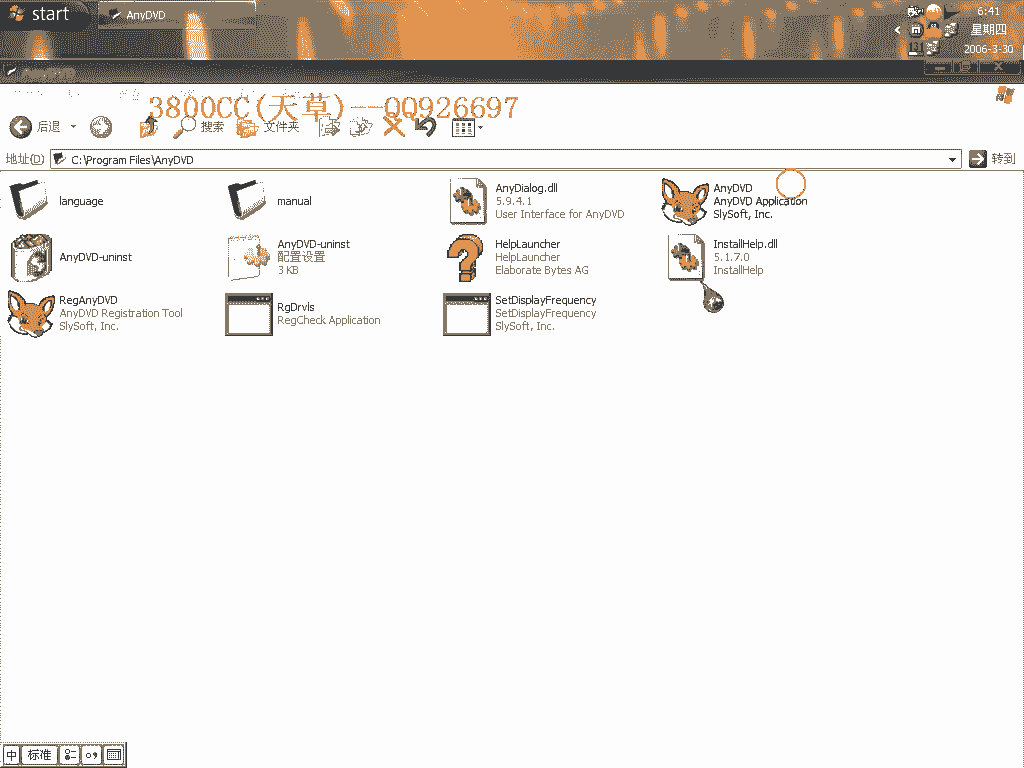 start
AnyDVD
6:41
星期四
2006-3-30
3800CC(天草)--QQ926697
后退
搜索
文件夹
地址(D)
C:\Program Files\AnyDVD
转到
language
manual
AnyDialog.dll
5.9.4.1
User Interface for AnyDVD
AnyDVD
AnyDVD Application
SlySoft, Inc.
AnyDVD-uninst
AnyDVD-uninst
配置设置
3 KB
HelpLauncher
HelpLauncher
Elaborate Bytes AG
InstallHelp.dll
5.1.7.0
InstallHelp
RegAnyDVD
AnyDVD Registration Tool
SlySoft, Inc.
RgDrvls
RegCheck Application
SetDisplayFrequency
SetDisplayFrequency
SlySoft, Inc.
中
标准